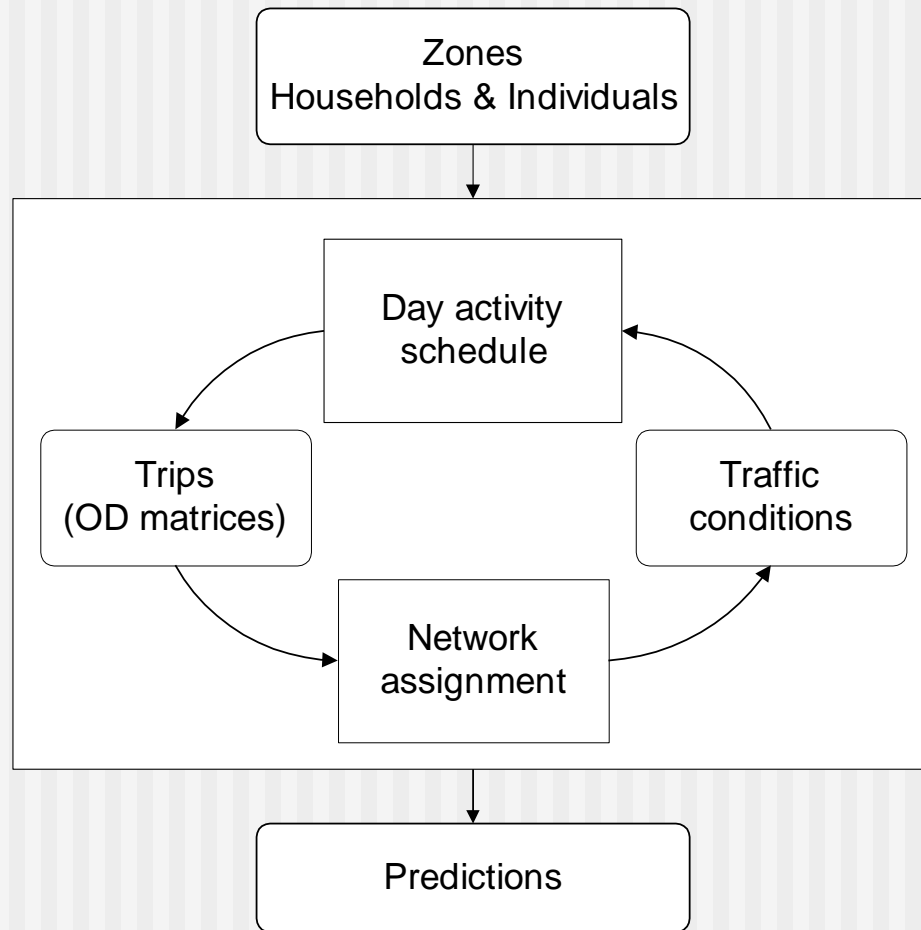 Zones
Households & Individuals
Day activity
schedule
Trips
(OD matrices)
Traffic
conditions
Network
assignment
Predictions